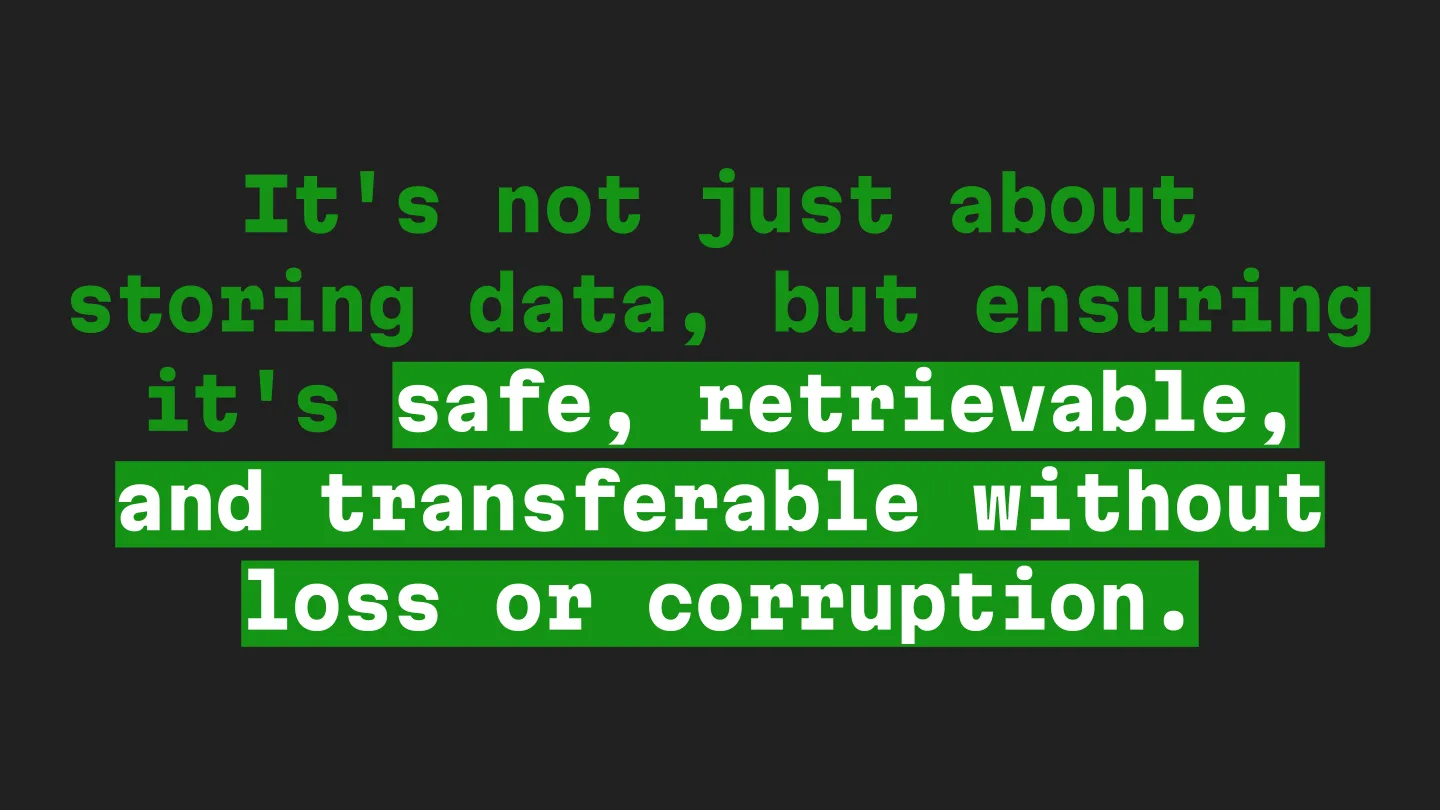 It's not just about
storing data, but ensuring
it's safe, retrievable,
and transferable without
loss or corruption.